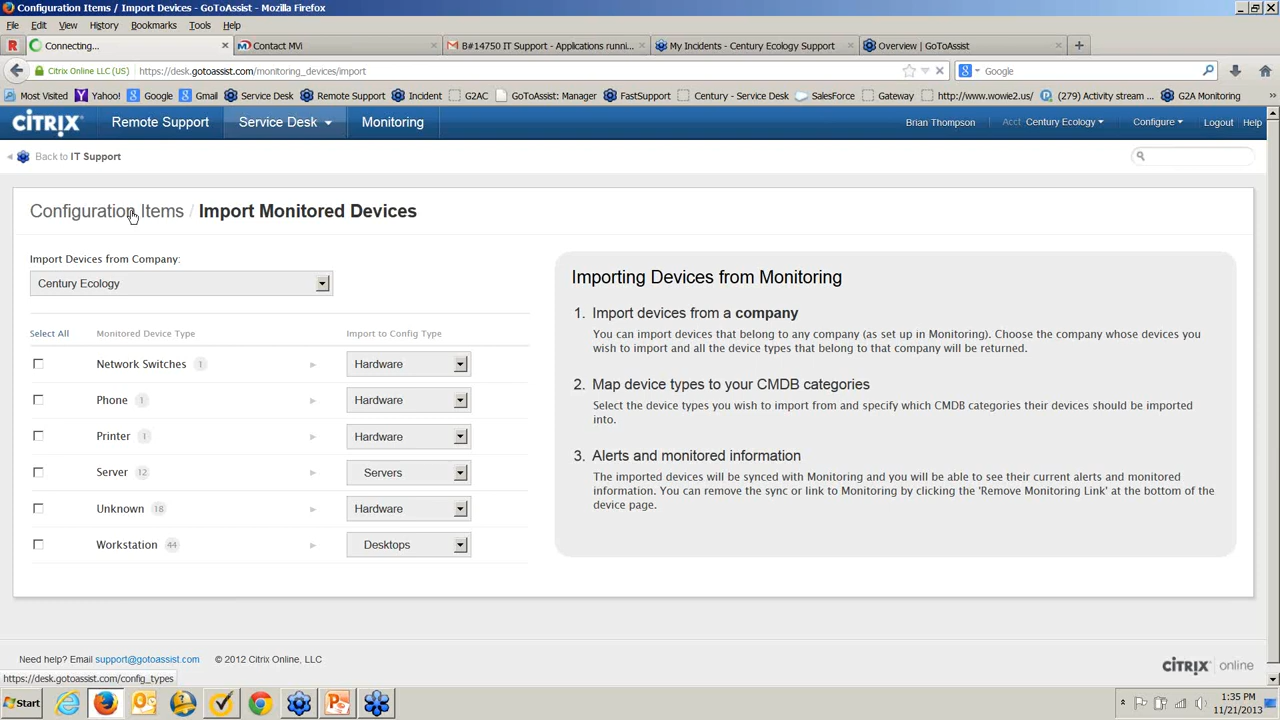 Configuration Items / Import Devices - GoToAssist - Mozilla Firefox
File Edit View History Bookmarks Tools Help
Connecting...
Contact MVi
B#14750 IT Support - Applications runni...
My Incidents - Century Ecology Support
Overview | GoToAssist
Citrix Online LLC (US)
https://desk.gotoassist.com/monitoring_devices/import
Google
Most Visited Yahoo! Google Gmail Service Desk Remote Support Incident G2AC GoToAssist: Manager FastSupport Century - Service Desk SalesForce Gateway http://www.wowie2.us/ (279) Activity stream ... G2A Monitoring
CITRIX Remote Support Service Desk Monitoring Brian Thompson Acct Century Ecology Configure Logout Help
Back to IT Support
Configuration Items / Import Monitored Devices
Import Devices from Company:
Century Ecology
Select All Monitored Device Type Import to Config Type
Network Switches 1 Hardware
Phone 1 Hardware
Printer 1 Hardware
Server 12 Servers
Unknown 18 Hardware
Workstation 44 Desktops
Importing Devices from Monitoring
1. Import devices from a company
You can import devices that belong to any company (as set up in Monitoring). Choose the company whose devices you
wish to import and all the device types that belong to that company will be returned.
2. Map device types to your CMDB categories
Select the device types you wish to import from and specify which CMDB categories their devices should be imported
into.
3. Alerts and monitored information
The imported devices will be synced with Monitoring and you will be able to see their current alerts and monitored
information. You can remove the sync or link to Monitoring by clicking the 'Remove Monitoring Link' at the bottom of the
device page.
Need help? Email support@gotoassist.com © 2012 Citrix Online, LLC
CITRIX online
https://desk.gotoassist.com/config_types
Start
1:35 PM
11/21/2013